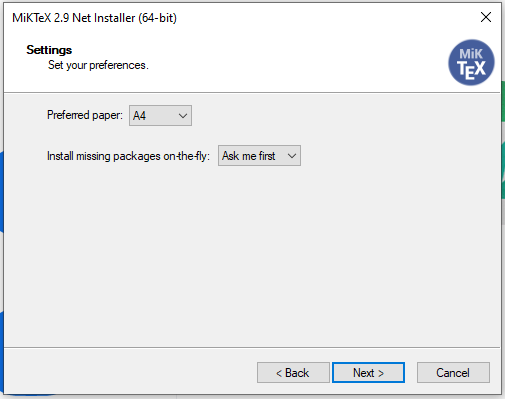 MiKTeX 2.9 Net Installer (64-bit)
Settings
Set your preferences.
MiK
TEX
Preferred paper: A4
Install missing packages on-the-fly: Ask me first
< Back Next > Cancel